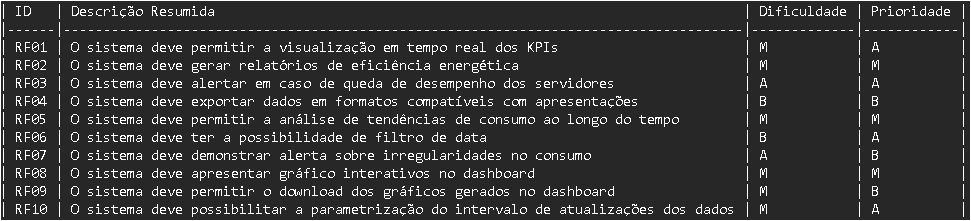 | ID | Descrição Resumida | Dificuldade | Prioridade |
|------|--------------------------------------------------------------------------------|-------------|------------|
| RF01 | O sistema deve permitir a visualização em tempo real dos KPIs | M | A |
| RF02 | O sistema deve gerar relatórios de eficiência energética | M | M |
| RF03 | O sistema deve alertar em caso de queda de desempenho dos servidores | A | A |
| RF04 | O sistema deve exportar dados em formatos compatíveis com apresentações | B | B |
| RF05 | O sistema deve permitir a análise de tendências de consumo ao longo do tempo | M | M |
| RF06 | O sistema deve ter a possibilidade de filtro de data | B | A |
| RF07 | O sistema deve demonstrar alerta sobre irregularidades no consumo | A | B |
| RF08 | O sistema deve apresentar gráfico interativos no dashboard | M | M |
| RF09 | O sistema deve permitir o download dos gráficos gerados no dashboard | M | B |
| RF10 | O sistema deve possibilitar a parametrização do intervalo de atualizações dos dados | M | A |